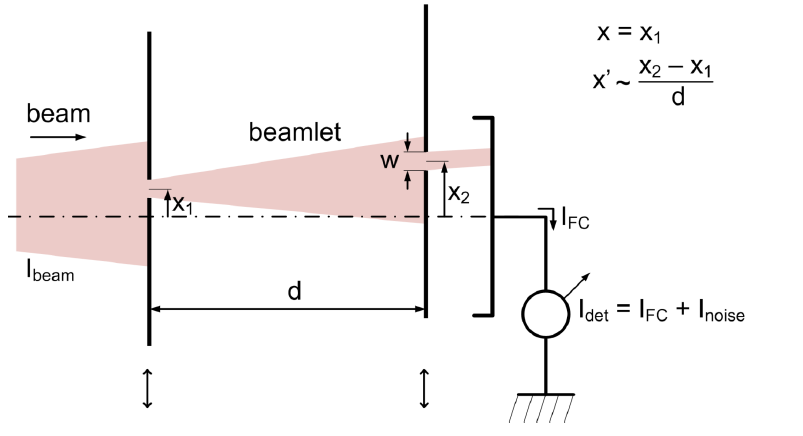 x = x₁
x' ~ x₂ – x₁
d
beam
beamlet
w
x₁
x₂
I_FC
I_beam
d
I_det = I_FC + I_noise